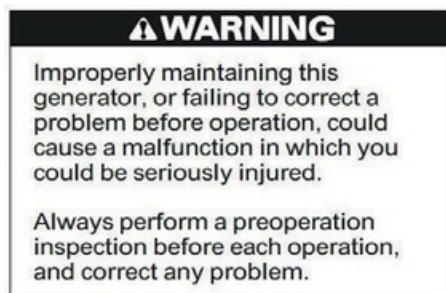 ⚠WARNING
Improperly maintaining this
generator, or failing to correct a
problem before operation, could
cause a malfunction in which you
could be seriously injured.
Always perform a preoperation
inspection before each operation,
and correct any problem.